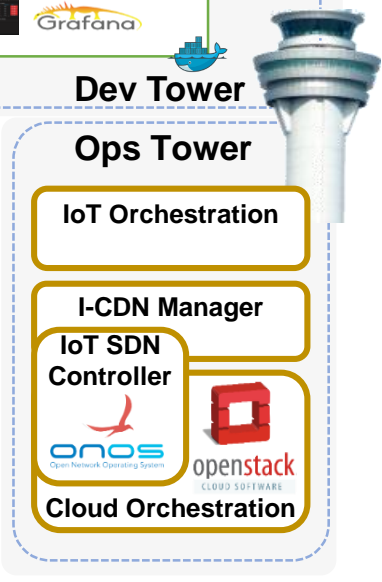 Grafana
Dev Tower
Ops Tower
IoT Orchestration
I-CDN Manager
IoT SDN
Controller
onos
Open Network Operating System
openstack
CLOUD SOFTWARE
Cloud Orchestration